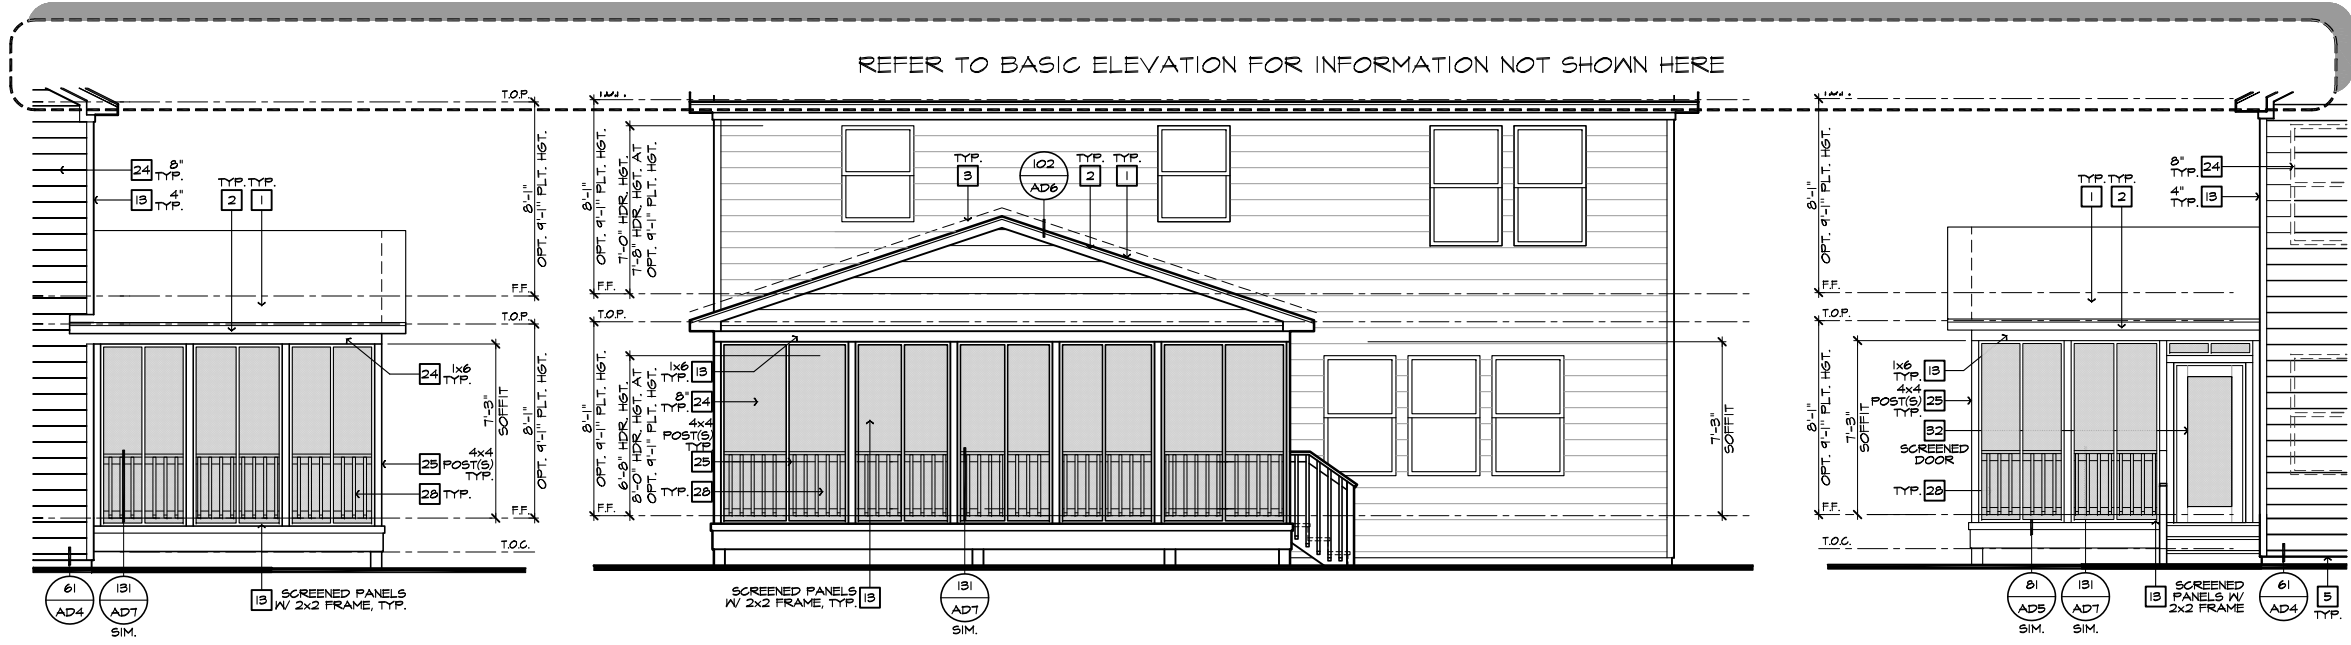 REFER TO BASIC ELEVATION FOR INFORMATION NOT SHOWN HERE
T.O.P.
24 8" TYP.
13 4" TYP.
TYP. TYP.
2 1
8'-1"
OPT. 9'-1" PLT. HGT.
F.F.
T.O.P.
24 1x6 TYP.
7'-3"
SOFFIT
8'-1"
OPT. 9'-1" PLT. HGT.
25 4x4 POST(S) TYP.
28 TYP.
F.F.
T.O.C.
61
AD4
131
AD7
SIM.
13 SCREENED PANELS
W/ 2x2 FRAME, TYP.
8'-1"
OPT. 9'-1" PLT. HGT.
7'-0" HDR. HGT.
7'-8" HDR. HGT. AT
OPT. 9'-1" PLT. HGT.
TYP.
3
102
AD6
TYP. TYP.
2 1
F.F.
T.O.P.
8'-1"
OPT. 9'-1" PLT. HGT.
6'-8" HDR. HGT.
8'-0" HDR. HGT. AT
OPT. 9'-1" PLT. HGT.
1x6 TYP. 13
8" TYP. 24
4x4
POST(S)
TYP.
25
TYP. 28
F.F.
7'-3"
SOFFIT
SCREENED PANELS
W/ 2x2 FRAME, TYP. 13
131
AD7
SIM.
8'-1"
OPT. 9'-1" PLT. HGT.
8" TYP. 24
4" TYP. 13
TYP. TYP.
1 2
F.F.
T.O.P.
8'-1"
OPT. 9'-1" PLT. HGT.
7'-3"
SOFFIT
1x6 TYP. 13
4x4
POST(S) 25
TYP.
32
SCREENED
DOOR
TYP. 28
F.F.
T.O.C.
81
AD5
SIM.
131
AD7
SIM.
13 SCREENED
PANELS W/
2x2 FRAME
61
AD4
5
TYP.